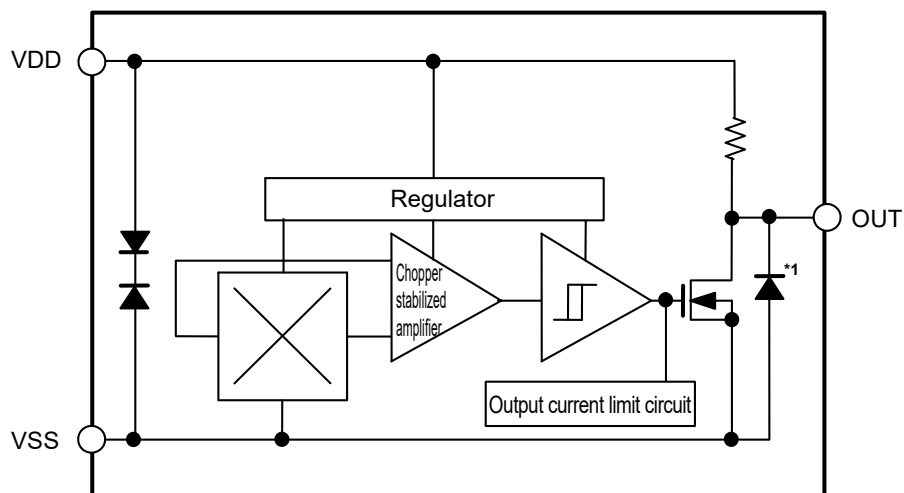 VDD
Regulator
OUT
Chopper
stabilized
amplifier
*1
Output current limit circuit
VSS